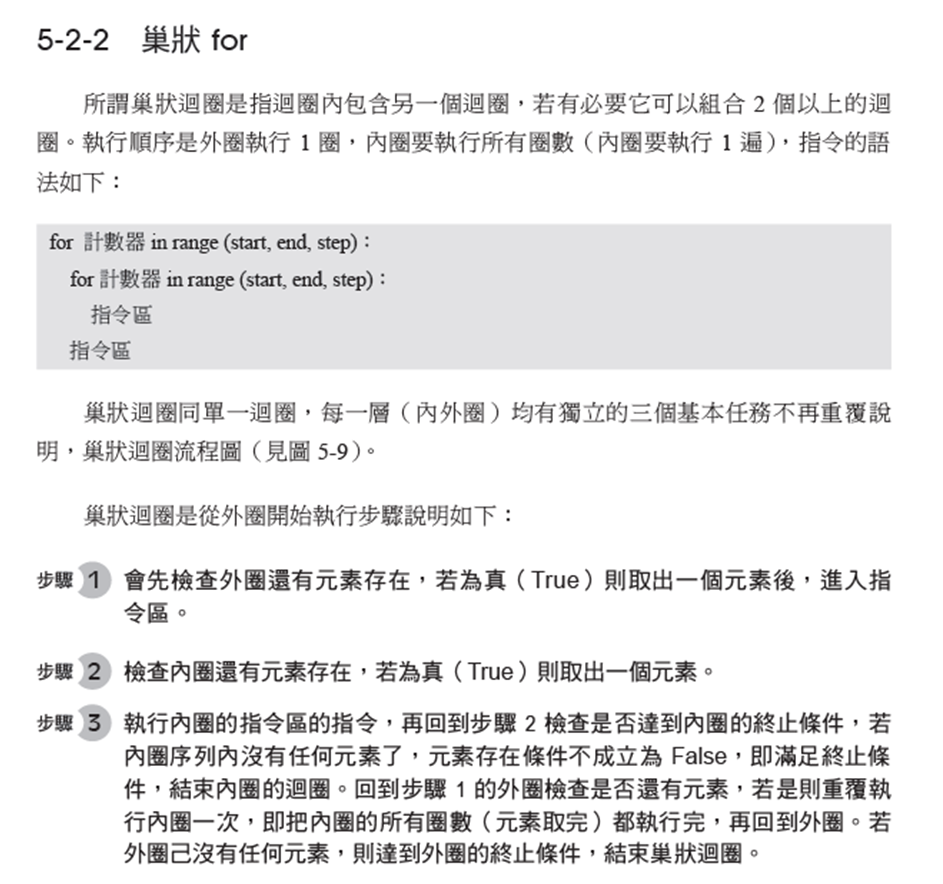 5-2-2 巢狀 for
所謂巢狀迴圈是指迴圈內包含另一個迴圈，若有必要它可以組合 2 個以上的迴
圈。執行順序是外圈執行 1 圈，內圈要執行所有圈數（內圈要執行 1 遍），指令的語
法如下：
for 計數器 in range (start, end, step)：
for 計數器 in range (start, end, step)：
指令區
指令區
巢狀迴圈同單一迴圈，每一層（內外圈）均有獨立的三個基本任務不再重覆說
明，巢狀迴圈流程圖（見圖 5-9）。
巢狀迴圈是從外圈開始執行步驟說明如下：
步驟 1 會先檢查外圈還有元素存在，若為真（True）則取出一個元素後，進入指
令區。
步驟 2 檢查內圈還有元素存在，若為真（True）則取出一個元素。
步驟 3 執行內圈的指令區的指令，再回到步驟 2 檢查是否達到內圈的終止條件，若
內圈序列內沒有任何元素了，元素存在條件不成立為 False，即滿足終止條
件，結束內圈的迴圈。回到步驟 1 的外圈檢查是否還有元素，若是則重覆執
行內圈一次，即把內圈的所有圈數（元素取完）都執行完，再回到外圈。若
外圈己沒有任何元素，則達到外圈的終止條件，結束巢狀迴圈。